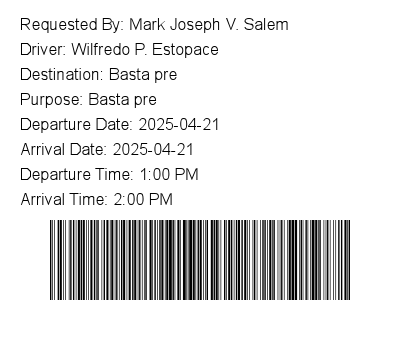 Requested By: Mark Joseph V. Salem
Driver: Wilfredo P. Estopace
Destination: Basta pre
Purpose: Basta pre
Departure Date: 2025-04-21
Arrival Date: 2025-04-21
Departure Time: 1:00 PM
Arrival Time: 2:00 PM